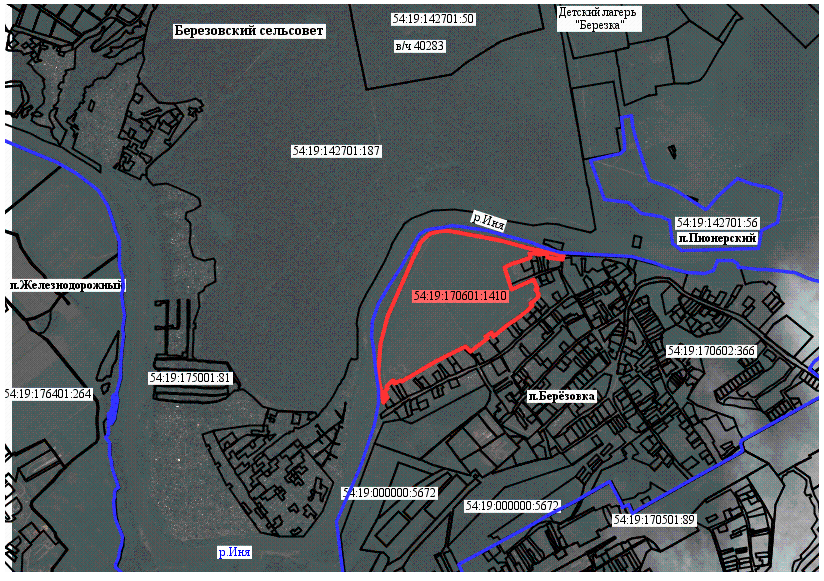 54:19:142701:50
Детский лагерь
"Березка"
Березовский сельсовет
в/ч 40283
54:19:142701:187
р.Иня
54:19:142701:56
п.Пионерский
п.Железнодорожный
54:19:170601:1410
54:19:170602:366
54:19:175001:81
54:19:176401:264
п.Берёзовка
54:19:000000:5672
54:19:000000:5672
54:19:170501:89
р.Иня